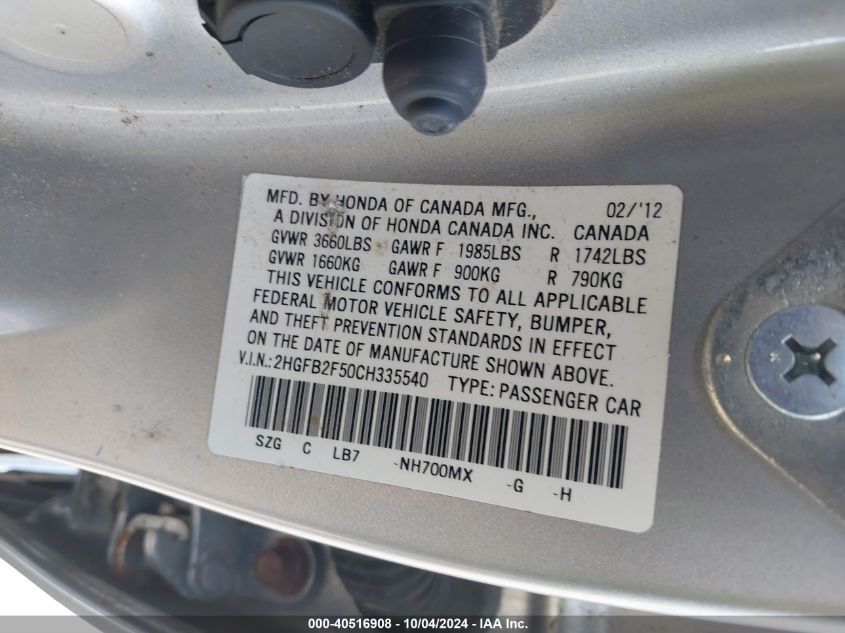 MFD. BY HONDA OF CANADA MFG., 02/'12
A DIVISION OF HONDA CANADA INC. CANADA
GVWR 3660LBS GAWR F 1985LBS R 1742LBS
GVWR 1660KG GAWR F 900KG R 790KG
THIS VEHICLE CONFORMS TO ALL APPLICABLE
FEDERAL MOTOR VEHICLE SAFETY, BUMPER,
AND THEFT PREVENTION STANDARDS IN EFFECT
ON THE DATE OF MANUFACTURE SHOWN ABOVE.
V.I.N.:2HGFB2F50CH335540 TYPE: PASSENGER CAR
SZG C LB7 -NH700MX -G -H
000-40516908 - 10/04/2024 - IAA, Inc.